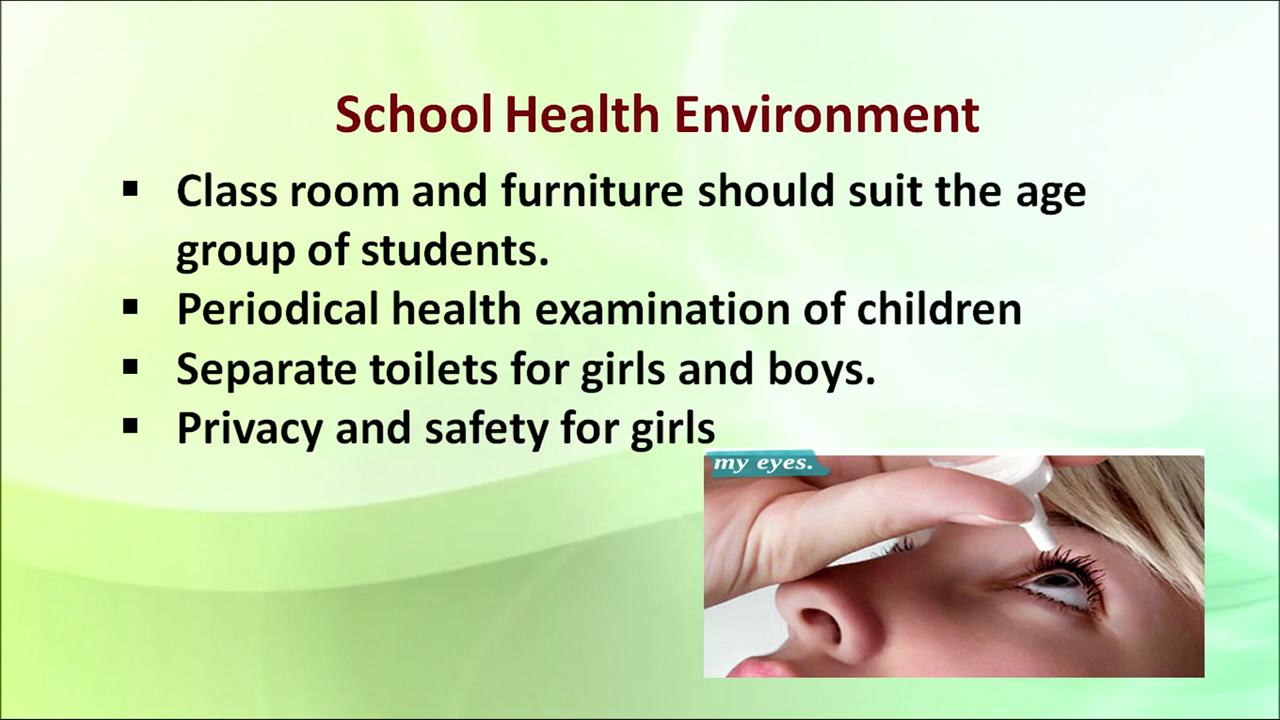 School Health Environment
▪ Class room and furniture should suit the age
group of students.
▪ Periodical health examination of children
▪ Separate toilets for girls and boys.
▪ Privacy and safety for girls
my eyes.